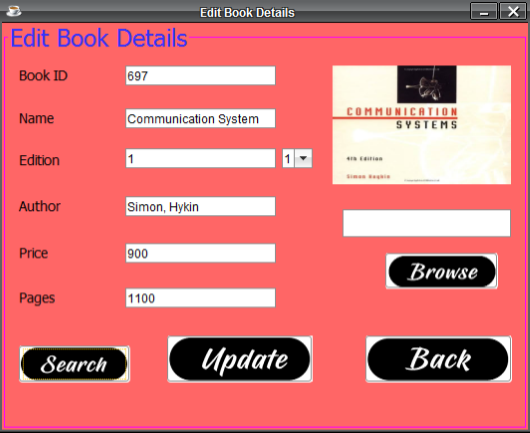 Edit Book Details
Edit Book Details
Book ID 697
Name Communication System
Edition 1 1
Author Simon, Hykin
Price 900
Pages 1100
COMMUNICATION
SYSTEMS
4th Edition
Simon Haykin
Browse
Search Update Back